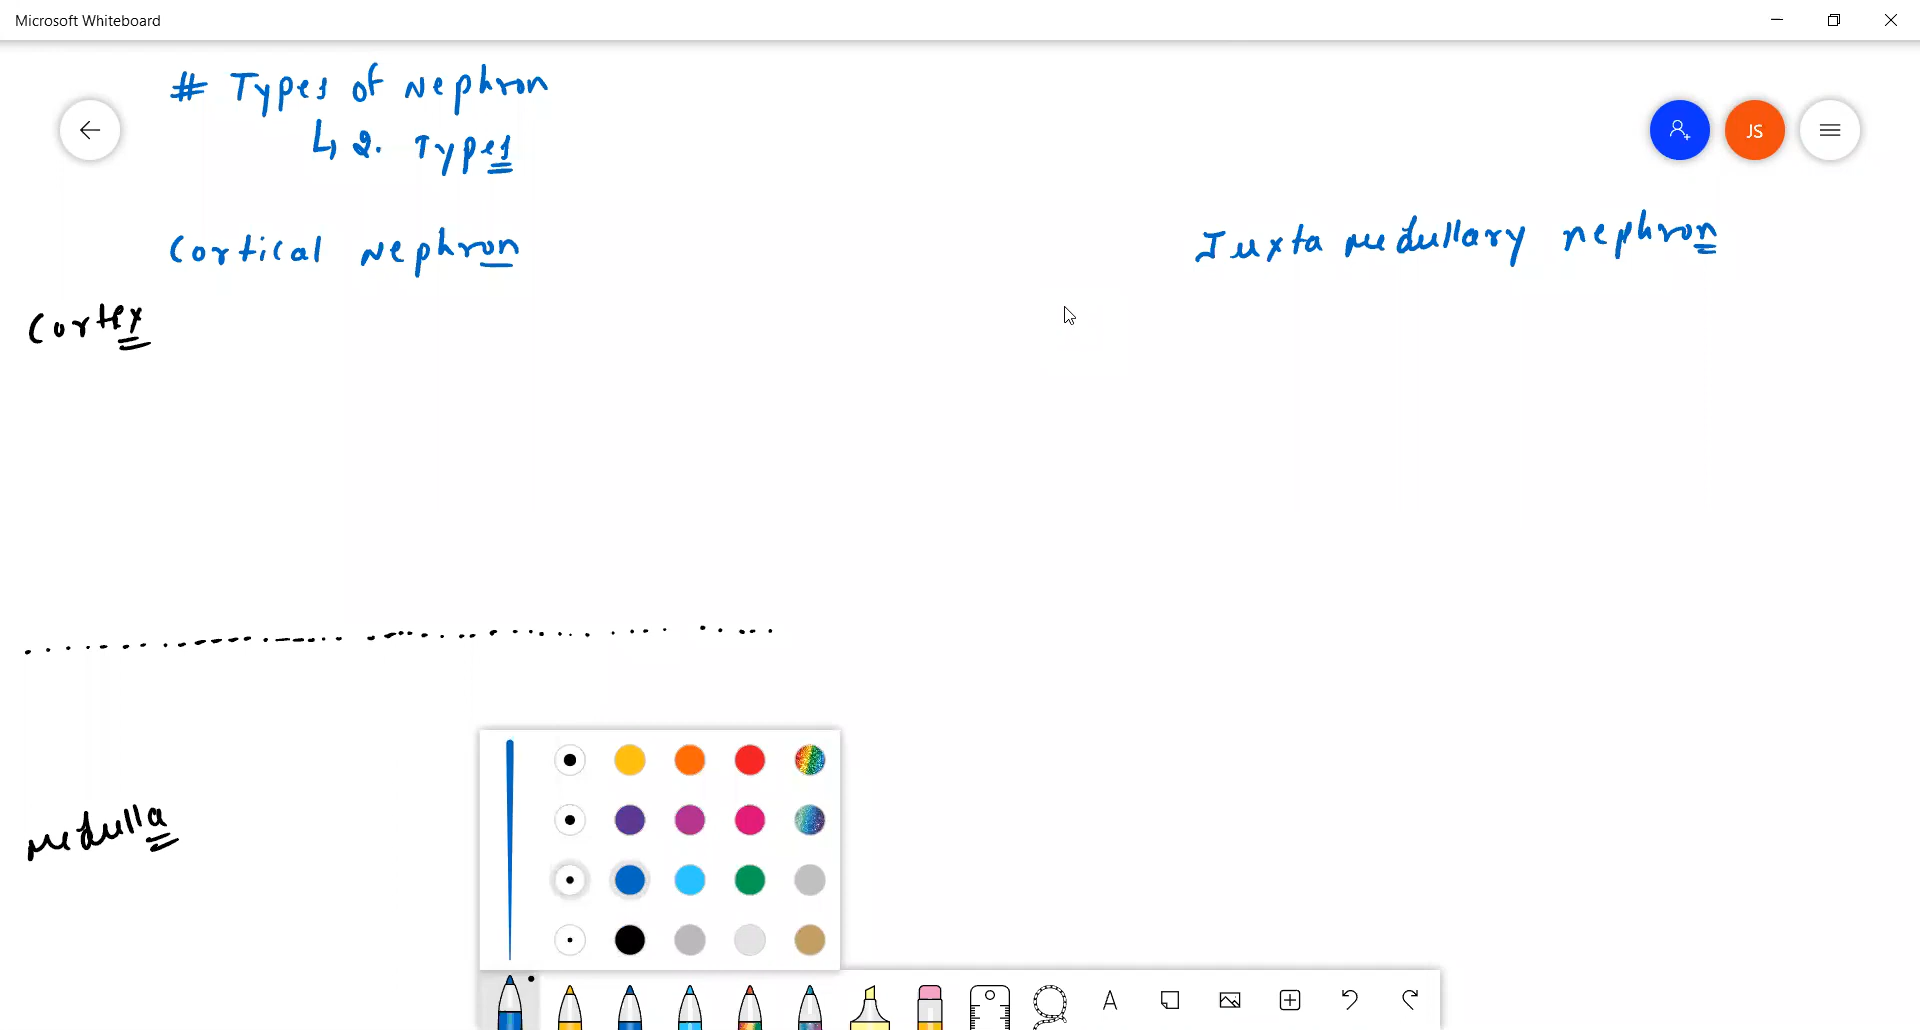 Microsoft Whiteboard
# Types of Nephron
↳ 2. Types
JS
Cortical Nephron
Juxta medullary nephron
Cortex
medulla
A